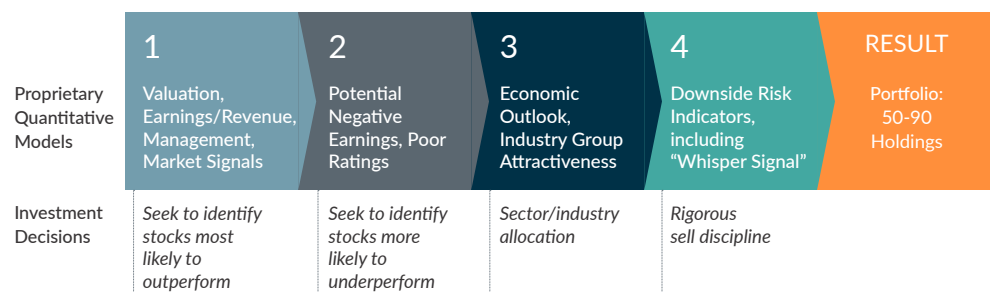 1
2
3
4
RESULT
Proprietary
Quantitative
Models
Valuation,
Earnings/Revenue,
Management,
Market Signals
Potential
Negative
Earnings, Poor
Ratings
Economic
Outlook,
Industry Group
Attractiveness
Downside Risk
Indicators,
including
“Whisper Signal”
Portfolio:
50-90
Holdings
Investment
Decisions
Seek to identify
stocks most
likely to
outperform
Seek to identify
stocks more
likely to
underperform
Sector/industry
allocation
Rigorous
sell discipline